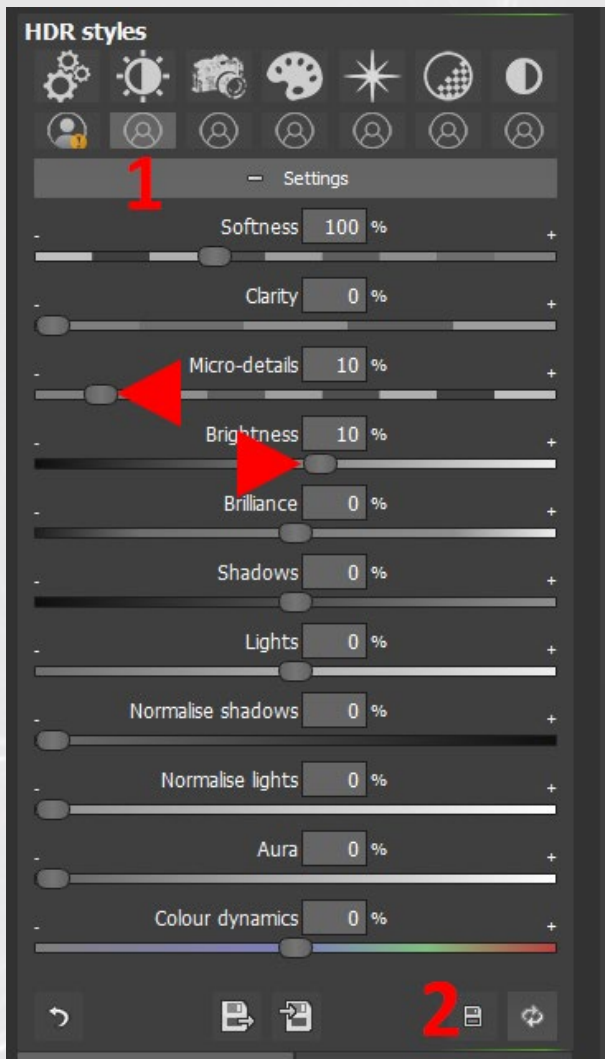 HDR styles
1
Settings
Softness 100 %
- +
Clarity 0 %
- +
Micro-details 10 %
- +
Brightness 10 %
- +
Brilliance 0 %
- +
Shadows 0 %
- +
Lights 0 %
- +
Normalise shadows 0 %
- +
Normalise lights 0 %
- +
Aura 0 %
- +
Colour dynamics 0 %
- +
2